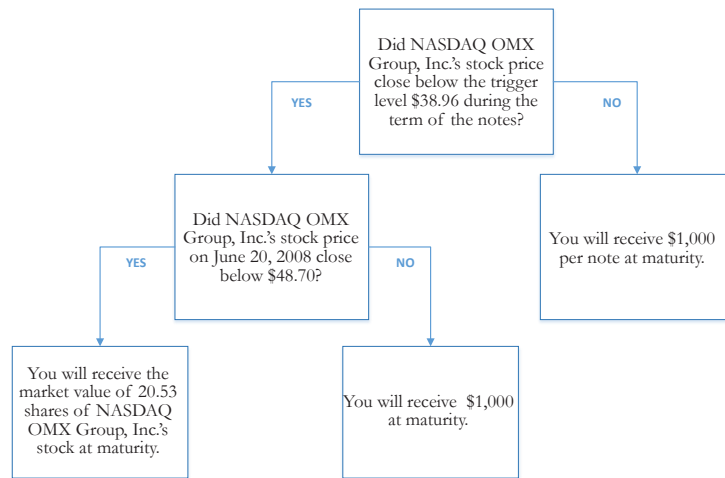 Did NASDAQ OMX
Group, Inc.'s stock price
close below the trigger
level $38.96 during the
term of the notes?
YES
NO
Did NASDAQ OMX
Group, Inc.'s stock price
on June 20, 2008 close
below $48.70?
You will receive $1,000
per note at maturity.
YES
NO
You will receive the
market value of 20.53
shares of NASDAQ
OMX Group, Inc.'s
stock at maturity.
You will receive $1,000
at maturity.